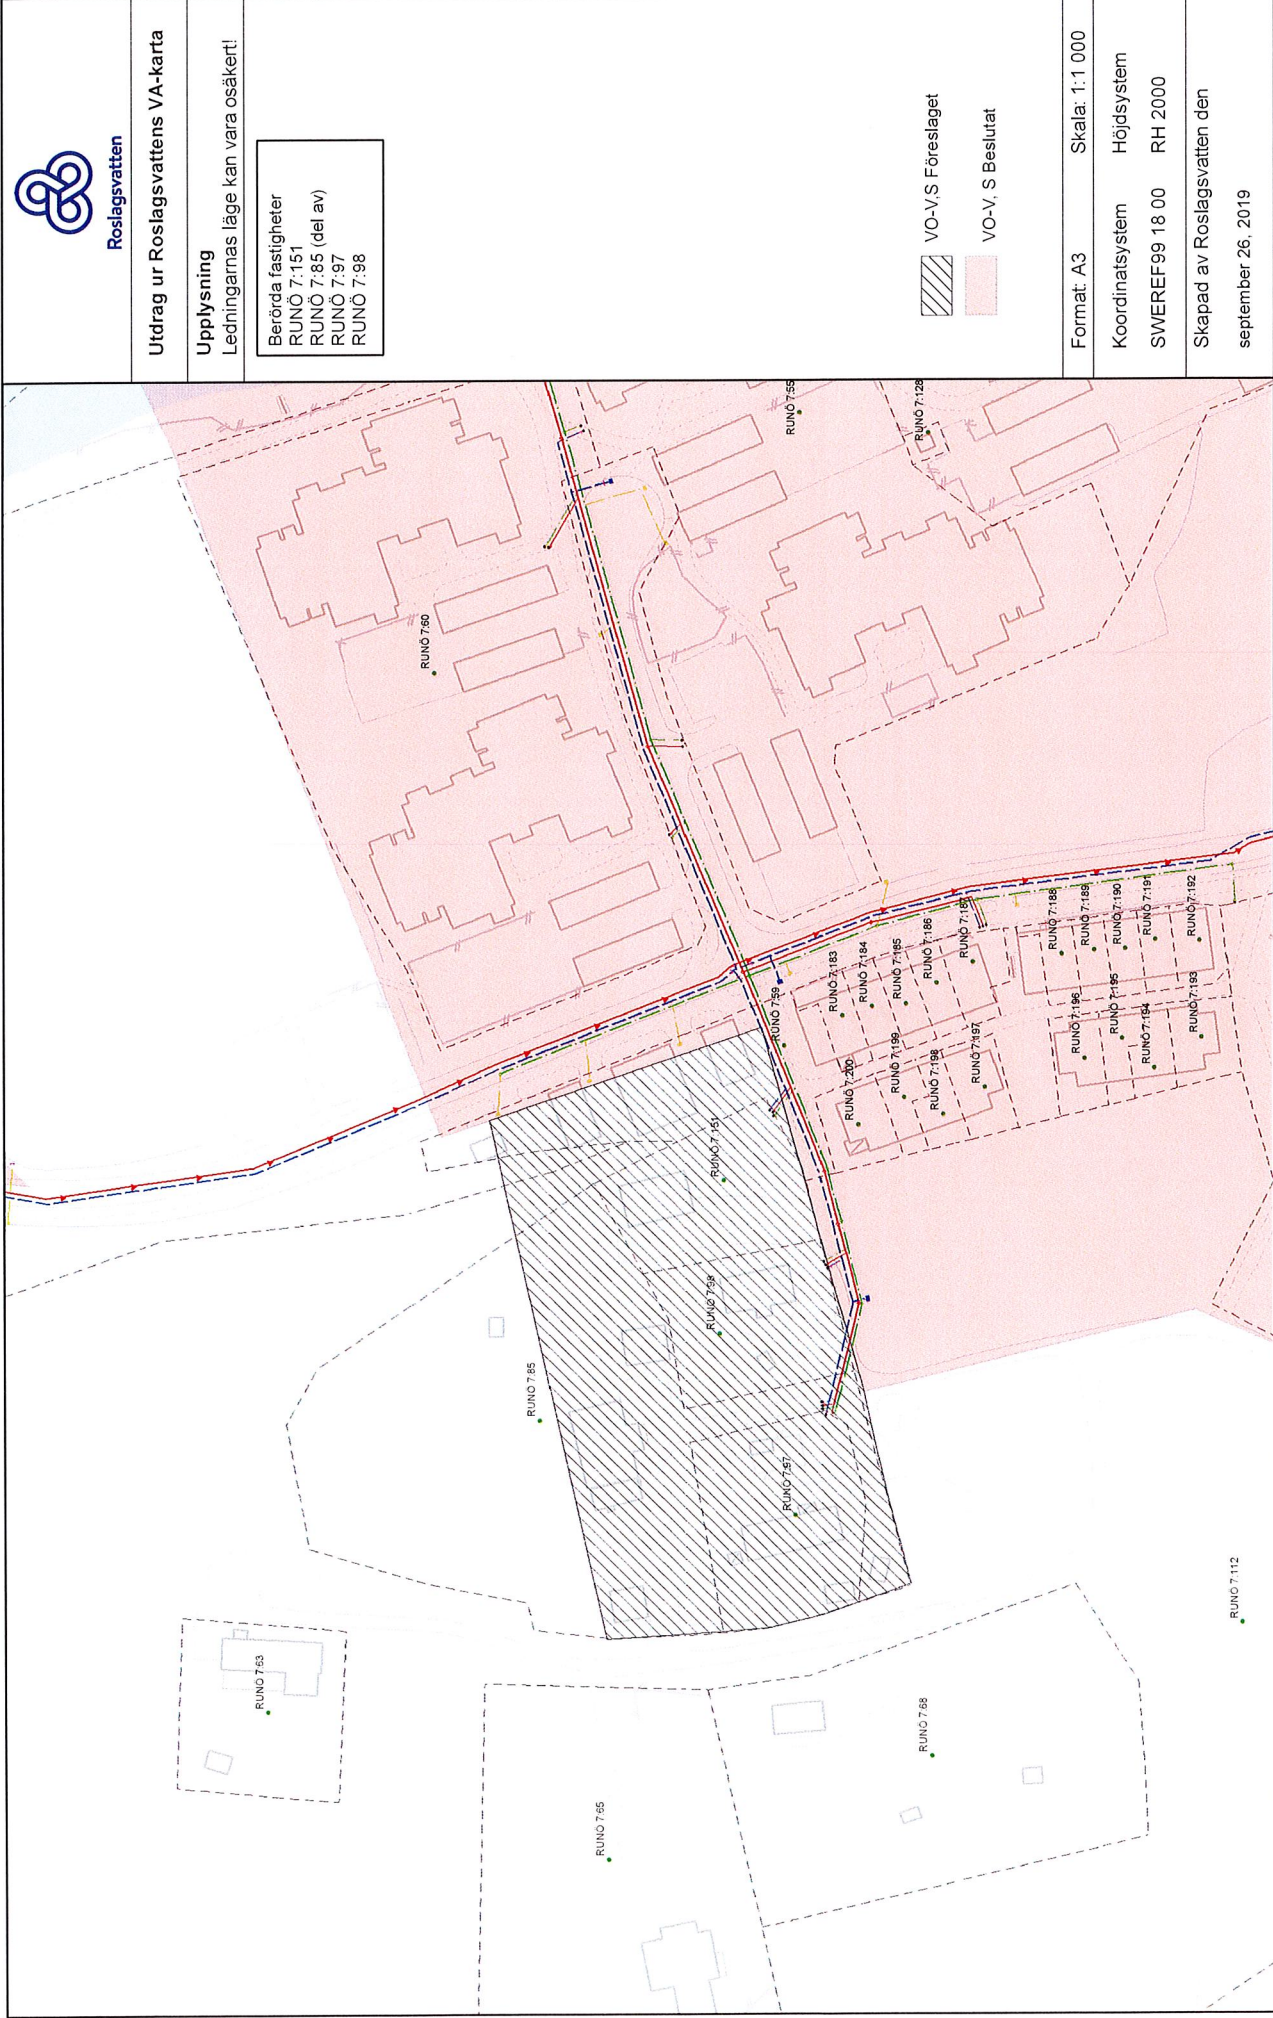 Roslagsvatten
Utdrag ur Roslagsvattens VA-karta
Upplysning
Ledningarnas läge kan vara osäkert!
Berörda fastigheter
RUNÖ 7:151
RUNÖ 7:85 (del av)
RUNÖ 7:97
RUNÖ 7:98
VO-V,S Föreslaget
VO-V, S Beslutat
Format: A3 Skala: 1:1 000
Koordinatsystem Höjdsystem
SWEREF99 18 00 RH 2000
Skapad av Roslagsvatten den
september 26, 2019
RUNÖ 7:63
RUNÖ 7:65
RUNÖ 7:85
RUNÖ 7:60
RUNÖ 7:55
RUNÖ 7:128
RUNÖ 7:151
RUNÖ 7:98
RUNÖ 7:97
RUNÖ 7:59
RUNÖ 7:183
RUNÖ 7:184
RUNÖ 7:185
RUNÖ 7:186
RUNÖ 7:187
RUNÖ 7:188
RUNÖ 7:189
RUNÖ 7:190
RUNÖ 7:191
RUNÖ 7:192
RUNÖ 7:200
RUNÖ 7:199
RUNÖ 7:198
RUNÖ 7:197
RUNÖ 7:196
RUNÖ 7:195
RUNÖ 7:194
RUNÖ 7:193
RUNÖ 7:68
RUNÖ 7:112